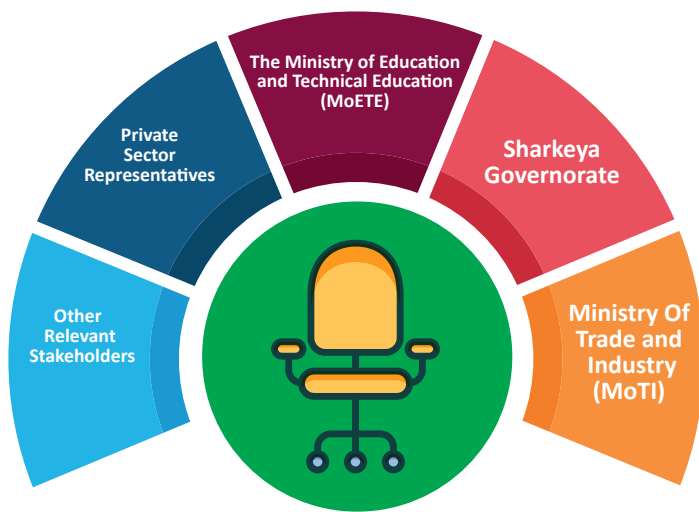 The Ministry of Education
and Technical Education
(MoETE)
Private
Sector
Representatives
Sharkeya
Governorate
Other
Relevant
Stakeholders
Ministry Of
Trade and
Industry
(MoTI)